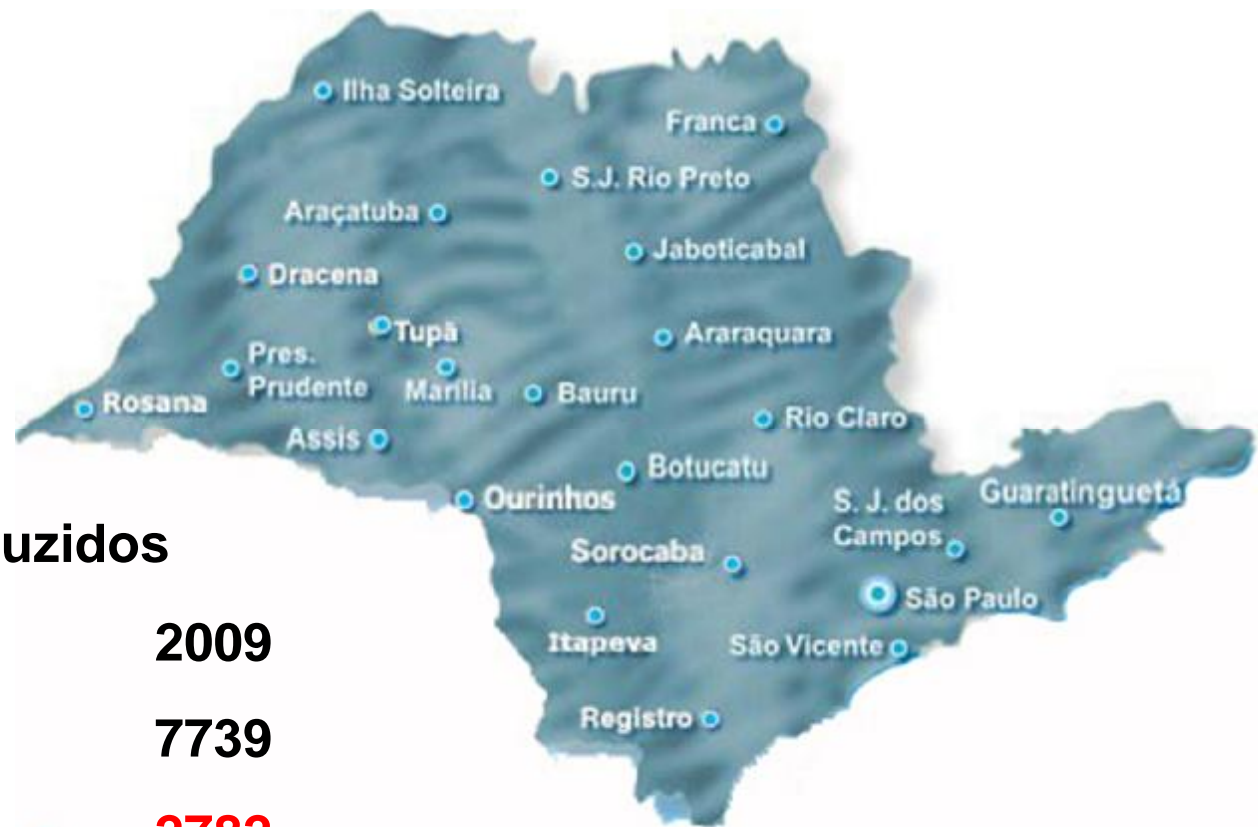 Ilha Solteira
Franca
S.J. Rio Preto
Araçatuba
Jaboticabal
Dracena
Tupã
Araraquara
Pres.
Prudente
Marília
Bauru
Rosana
Rio Claro
Assis
Botucatu
Ourinhos
S. J. dos
Campos
Guaratinguetá
Sorocaba
São Paulo
Itapeva
São Vicente
Registro
uzidos
2009
7739